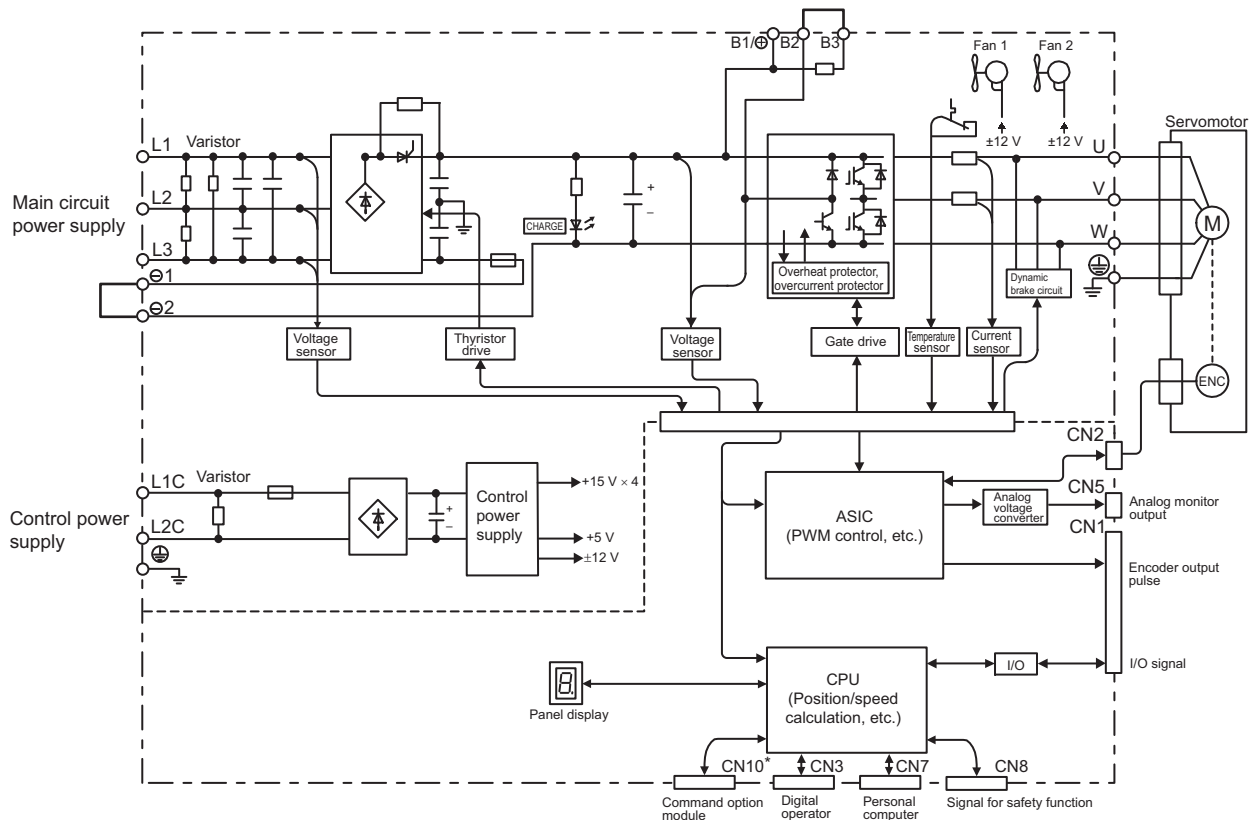 B1/⊕ B2 B3
Fan 1 Fan 2
±12 V ±12 V
Servomotor
L1 Varistor
U
L2
V
Main circuit
power supply
CHARGE
+
–
W
M
L3
⊖1
⊖2
Overheat protector,
overcurrent protector
Dynamic
brake circuit
Voltage
sensor
Thyristor
drive
Voltage
sensor
Gate drive
Temperature
sensor
Current
sensor
ENC
CN2
L1C Varistor
Control power
supply
L2C
+
–
Control
power
supply
+15 V × 4
+5 V
±12 V
ASIC
(PWM control, etc.)
Analog
voltage
converter
CN5
Analog monitor
output
CN1
Encoder output
pulse
I/O
I/O signal
8.
Panel display
CPU
(Position/speed
calculation, etc.)
CN10* CN3 CN7 CN8
Command option
module
Digital
operator
Personal
computer
Signal for safety function